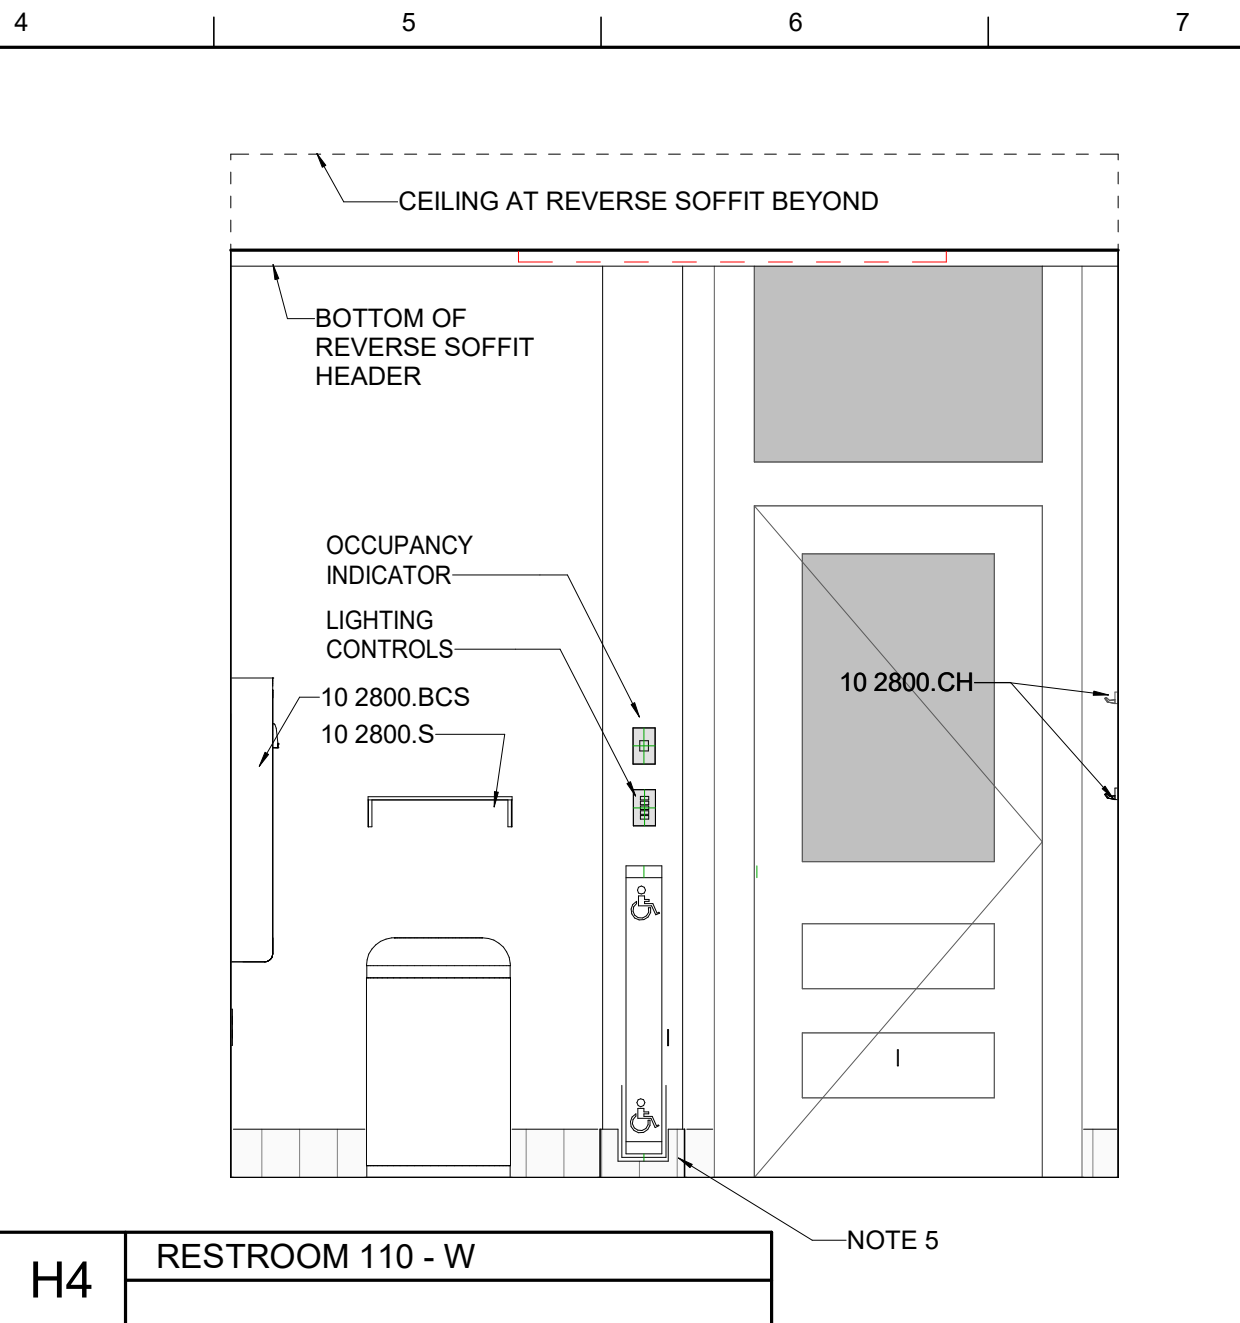 4 5 6 7
CEILING AT REVERSE SOFFIT BEYOND
BOTTOM OF
REVERSE SOFFIT
HEADER
OCCUPANCY
INDICATOR
LIGHTING
CONTROLS
10 2800.BCS
10 2800.S
10 2800.CH
NOTE 5
H4
RESTROOM 110 - W